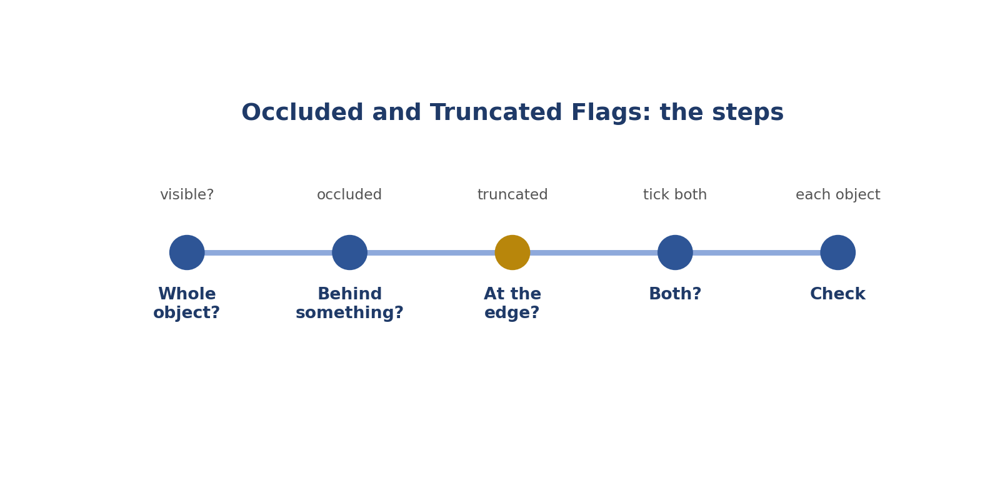 Occluded and Truncated Flags: the steps
visible?
occluded
truncated
tick both
each object
Whole
object?
Behind
something?
At the
edge?
Both?
Check